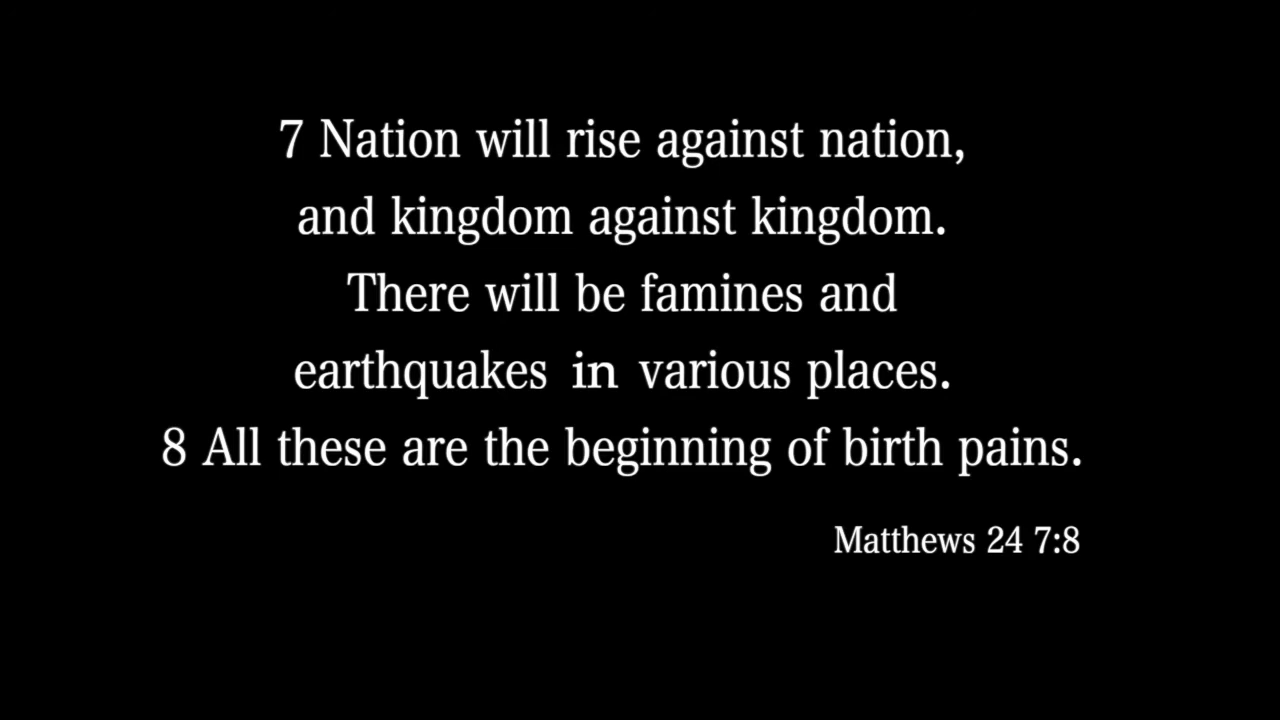 7 Nation will rise against nation,
and kingdom against kingdom.
There will be famines and
earthquakes in various places.
8 All these are the beginning of birth pains.
Matthews 24 7:8